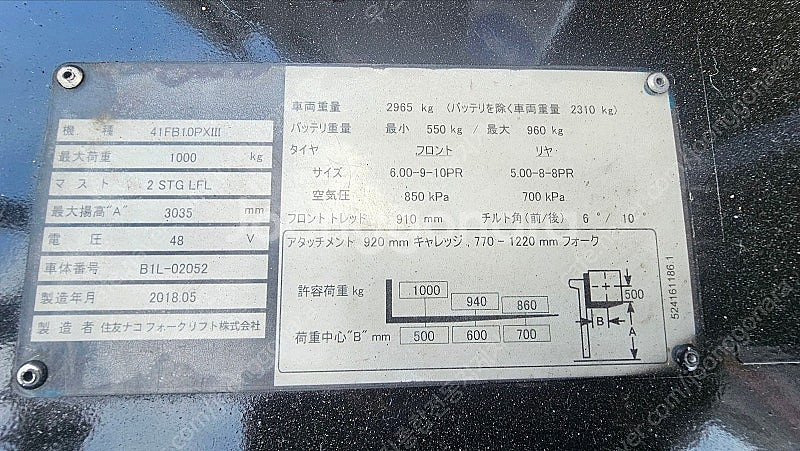 機 種 41FB10PXIII
最大荷重 1000 kg
マスト 2 STG LFL
最大揚高"A" 3035 mm
電 圧 48 V
車体番号 B1L-02052
製造年月 2018.05
製造者 住友ナコ フォークリフト株式会社
車両重量 2965 kg (バッテリを除く車両重量 2310 kg)
バッテリ重量 最小 550 kg / 最大 960 kg
タイヤ フロント リヤ
サイズ 6.00-9-10PR 5.00-8-8PR
空気圧 850 kPa 700 kPa
フロントトレッド 910 mm チルト角(前/後) 6° / 10°
アタッチメント 920 mm キャレッジ、770-1220 mm フォーク
許容荷重 kg 1000 940 860
荷重中心"B" mm 500 600 700
500
B A
524161186.1